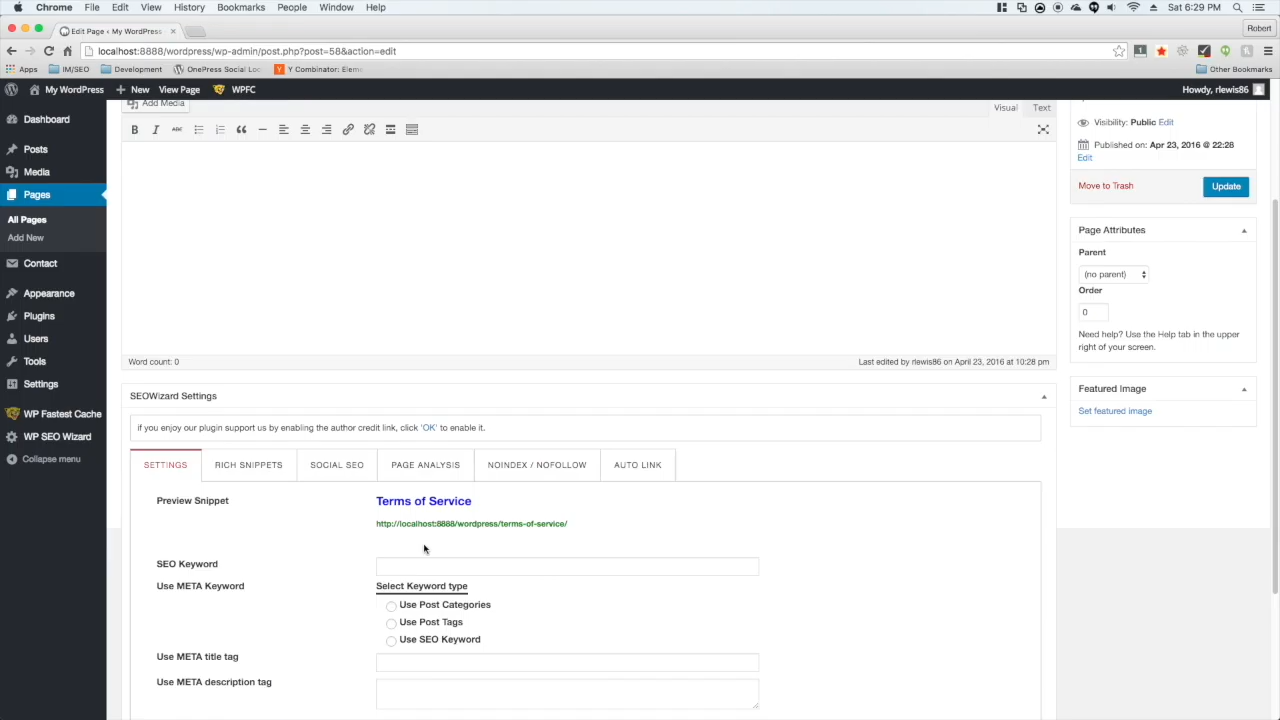 Chrome File Edit View History Bookmarks People Window Help Sat 6:29 PM
Edit Page ‹ My WordPress Robert
localhost:8888/wordpress/wp-admin/post.php?post=58&action=edit
Apps IM/SEO Development OnePress Social Loc Y Combinator: Eleme Other Bookmarks
My WordPress New View Page WPFC Howdy, rlewis86
Add Media Visual Text
Dashboard
Posts
Media
Pages
All Pages
Add New
Contact
Appearance
Plugins
Users
Tools
Settings
WP Fastest Cache
WP SEO Wizard
Collapse menu
B I ABC
Word count: 0 Last edited by rlewis86 on April 23, 2016 at 10:28 pm
SEOWizard Settings
if you enjoy our plugin support us by enabling the author credit link, click 'OK' to enable it.
SETTINGS RICH SNIPPETS SOCIAL SEO PAGE ANALYSIS NOINDEX / NOFOLLOW AUTO LINK
Preview Snippet Terms of Service
http://localhost:8888/wordpress/terms-of-service/
SEO Keyword
Use META Keyword Select Keyword type
Use Post Categories
Use Post Tags
Use SEO Keyword
Use META title tag
Use META description tag
Visibility: Public Edit
Published on: Apr 23, 2016 @ 22:28
Edit
Move to Trash Update
Page Attributes
Parent
(no parent)
Order
0
Need help? Use the Help tab in the upper
right of your screen.
Featured Image
Set featured image